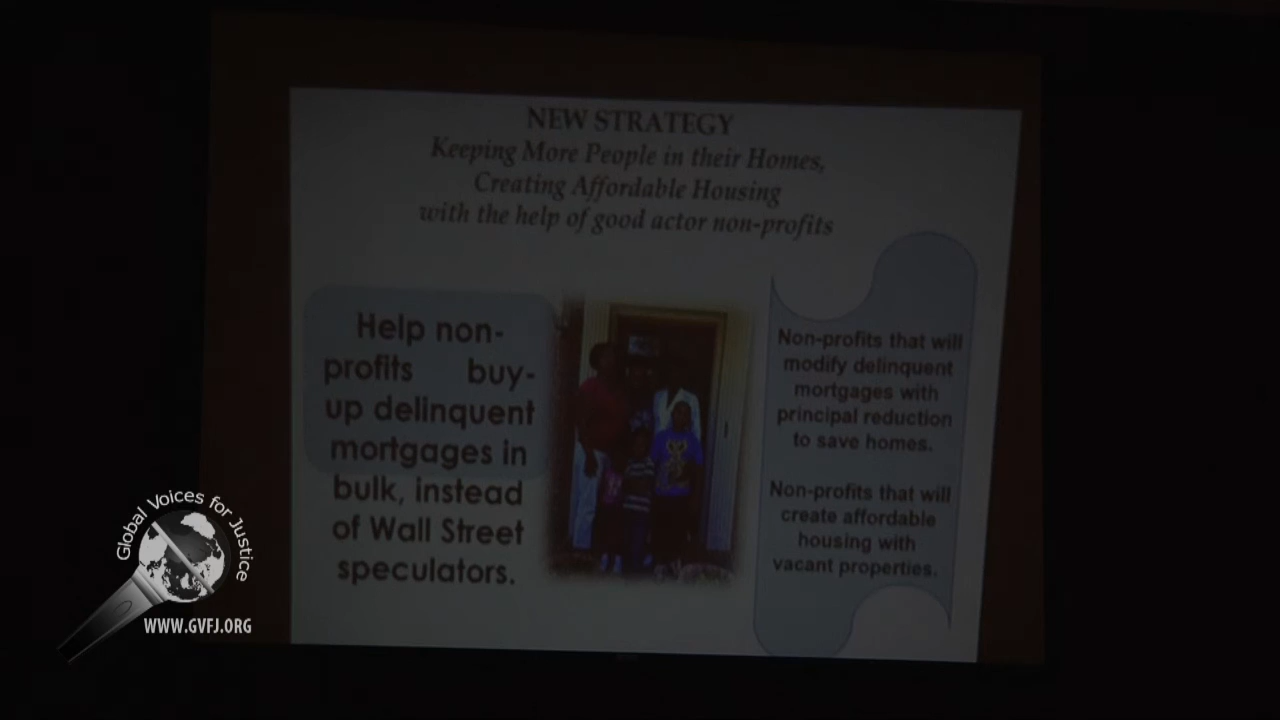 NEW STRATEGY
Keeping More People in their Homes,
Creating Affordable Housing
with the help of good actor non-profits
Help non-
profits buy-
up delinquent
mortgages in
bulk, instead
of Wall Street
speculators.
Non-profits that will
modify delinquent
mortgages with
principal reduction
to save homes.
Non-profits that will
create affordable
housing with
vacant properties.
Global Voices for Justice
WWW.GVFJ.ORG